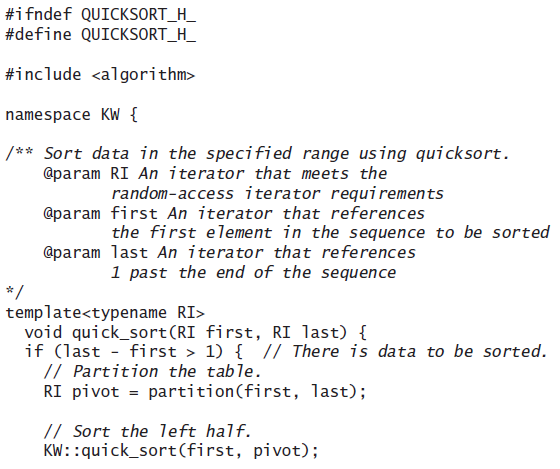 #ifndef QUICKSORT_H_
#define QUICKSORT_H_

#include <algorithm>

namespace KW {

/** Sort data in the specified range using quicksort.
    @param RI An iterator that meets the
           random-access iterator requirements
    @param first An iterator that references
           the first element in the sequence to be sorted
    @param last An iterator that references
           1 past the end of the sequence
*/
template<typename RI>
  void quick_sort(RI first, RI last) {
  if (last - first > 1) {  // There is data to be sorted.
    // Partition the table.
    RI pivot = partition(first, last);

    // Sort the left half.
    KW::quick_sort(first, pivot);